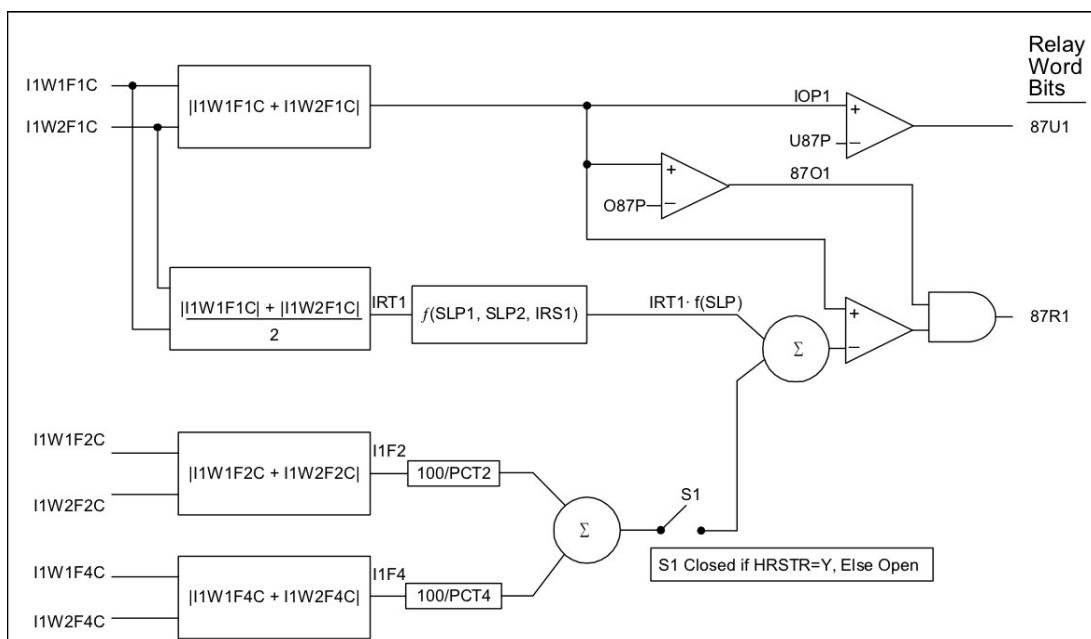 Relay
Word
Bits
I1W1F1C
I1W2F1C
|I1W1F1C + I1W2F1C|
IOP1
+
U87P
−
87U1
+
O87P
−
87O1
|I1W1F1C| + |I1W2F1C|
2
IRT1
f(SLP1, SLP2, IRS1)
IRT1· f(SLP)
Σ
+
−
87R1
I1W1F2C
I1W2F2C
|I1W1F2C + I1W2F2C|
I1F2
100/PCT2
Σ
S1
S1 Closed if HRSTR=Y, Else Open
I1W1F4C
I1W2F4C
|I1W1F4C + I1W2F4C|
I1F4
100/PCT4